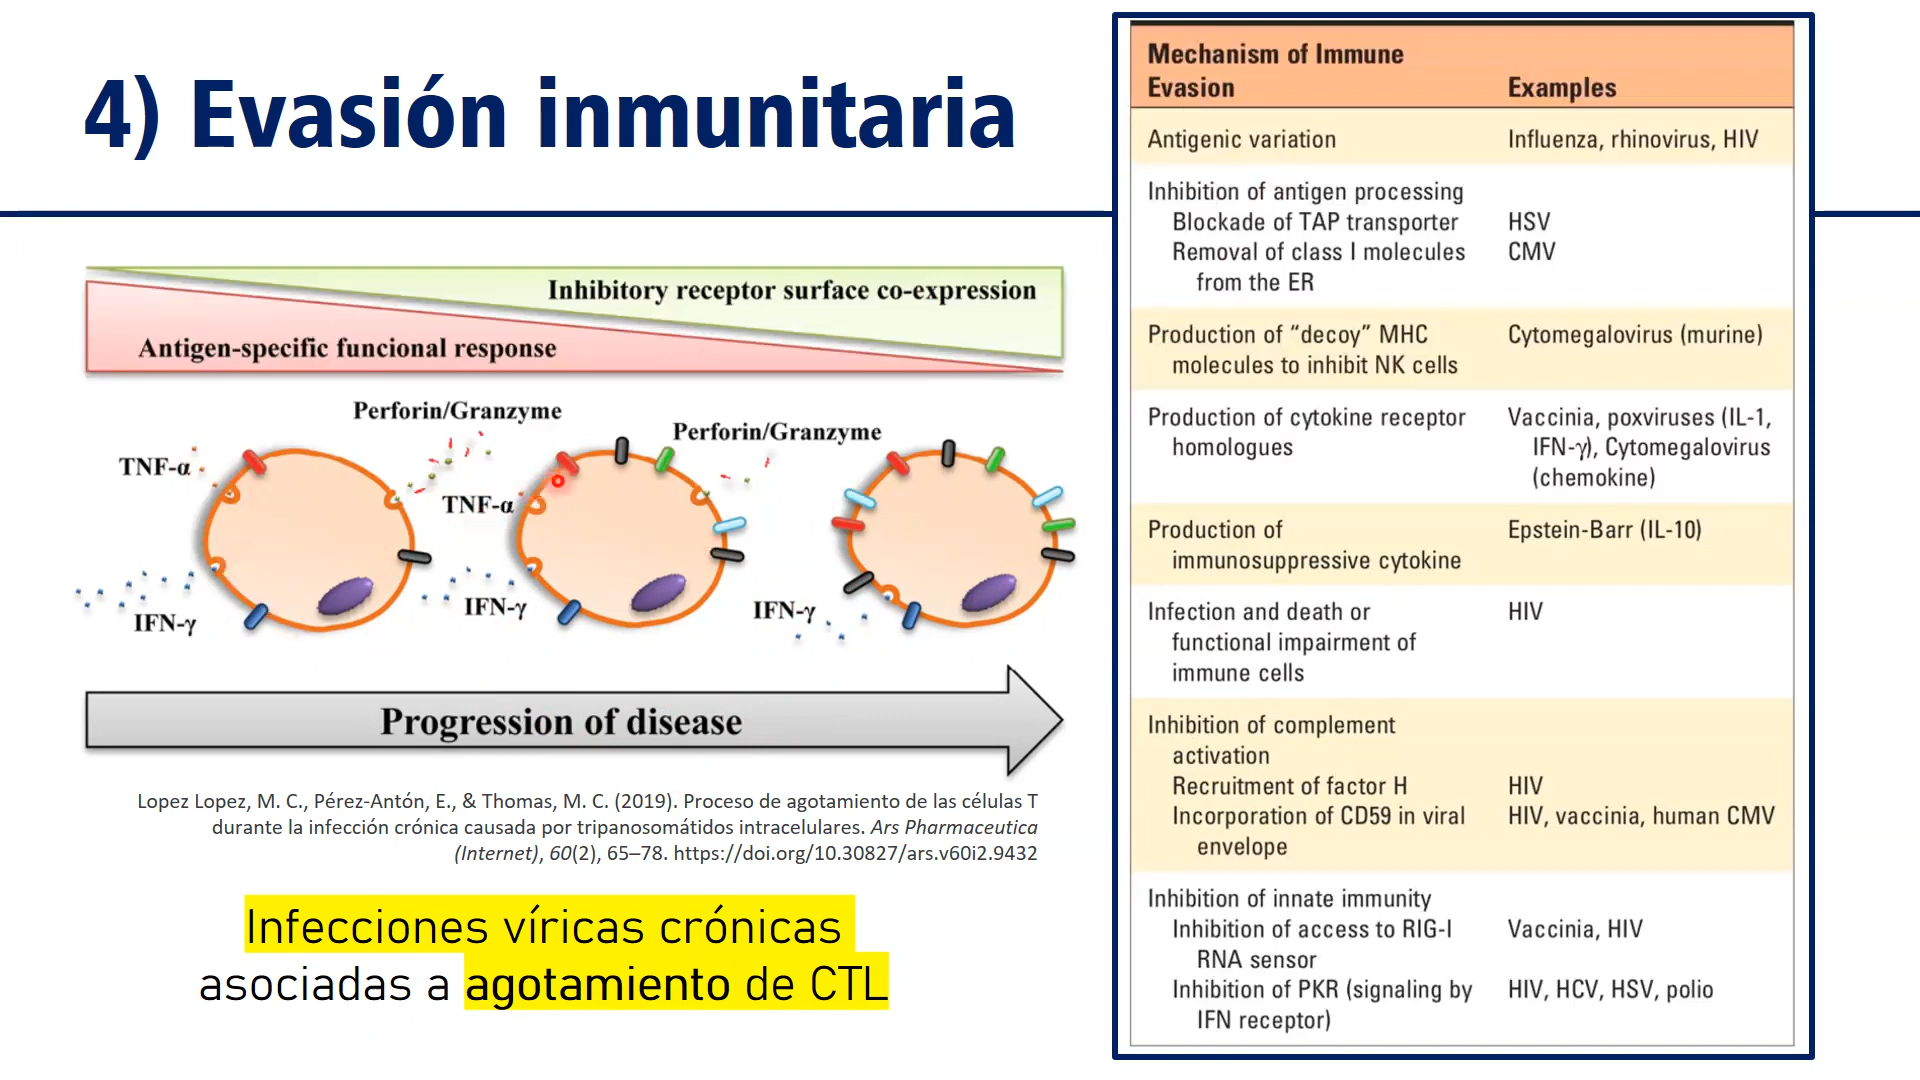 4) Evasión inmunitaria
Inhibitory receptor surface co-expression
Antigen-specific funcional response
Perforin/Granzyme
Perforin/Granzyme
TNF-α
TNF-α
IFN-γ
IFN-γ
IFN-γ
Progression of disease
Lopez Lopez, M. C., Pérez-Antón, E., & Thomas, M. C. (2019). Proceso de agotamiento de las células T
durante la infección crónica causada por tripanosomátidos intracelulares. Ars Pharmaceutica
(Internet), 60(2), 65–78. https://doi.org/10.30827/ars.v60i2.9432
Infecciones víricas crónicas
asociadas a agotamiento de CTL
Mechanism of Immune
Evasion Examples
Antigenic variation Influenza, rhinovirus, HIV
Inhibition of antigen processing
Blockade of TAP transporter HSV
Removal of class I molecules CMV
from the ER
Production of “decoy” MHC Cytomegalovirus (murine)
molecules to inhibit NK cells
Production of cytokine receptor Vaccinia, poxviruses (IL-1,
homologues IFN-γ), Cytomegalovirus
(chemokine)
Production of Epstein-Barr (IL-10)
immunosuppressive cytokine
Infection and death or HIV
functional impairment of
immune cells
Inhibition of complement
activation
Recruitment of factor H HIV
Incorporation of CD59 in viral HIV, vaccinia, human CMV
envelope
Inhibition of innate immunity
Inhibition of access to RIG-I Vaccinia, HIV
RNA sensor
Inhibition of PKR (signaling by HIV, HCV, HSV, polio
IFN receptor)